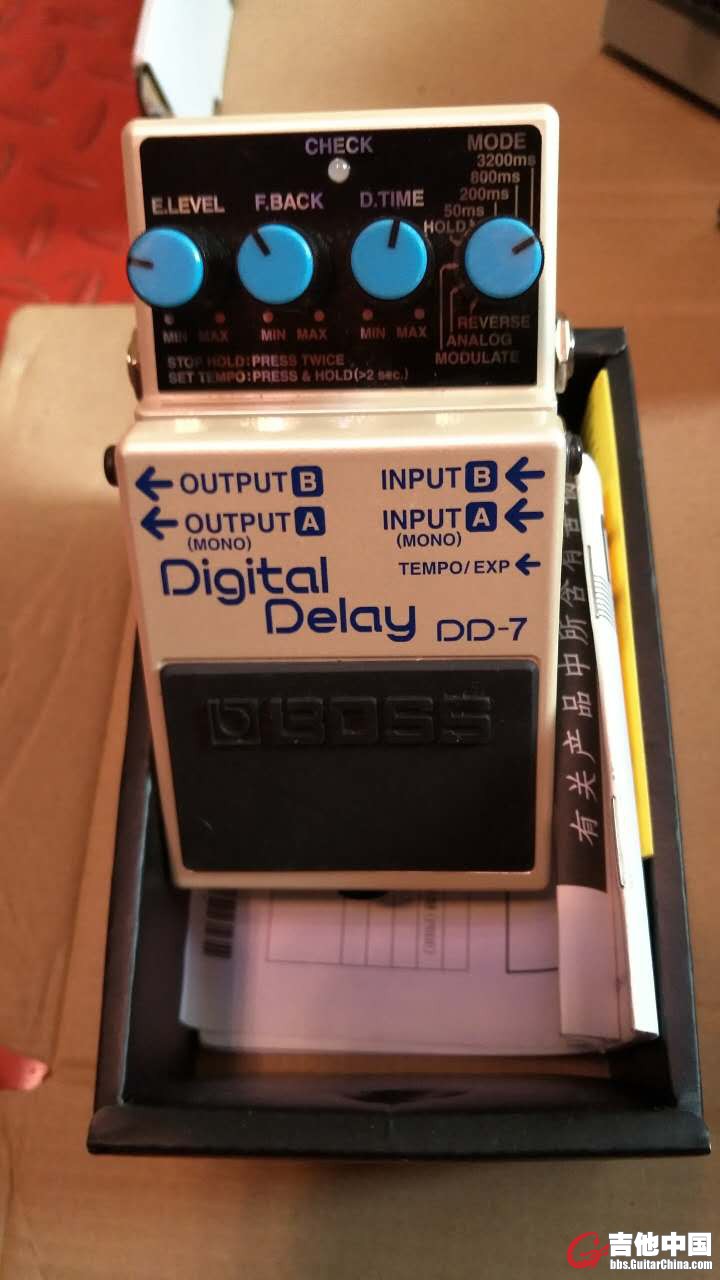 CHECK
MODE
3200ms
800ms
200ms
50ms
HOLD
E.LEVEL
F.BACK
D.TIME
MIN MAX
MIN MAX
MIN MAX
REVERSE
ANALOG
MODULATE
STOP HOLD:PRESS TWICE
SET TEMPO:PRESS & HOLD(>2 sec.)
← OUTPUT B
INPUT B ←
← OUTPUT A
(MONO)
INPUT A ←
(MONO)
TEMPO/EXP ←
Digital
Delay DD-7
BOSS
有关产品中所含有害
吉他中国
bbs.GuitarChina.com